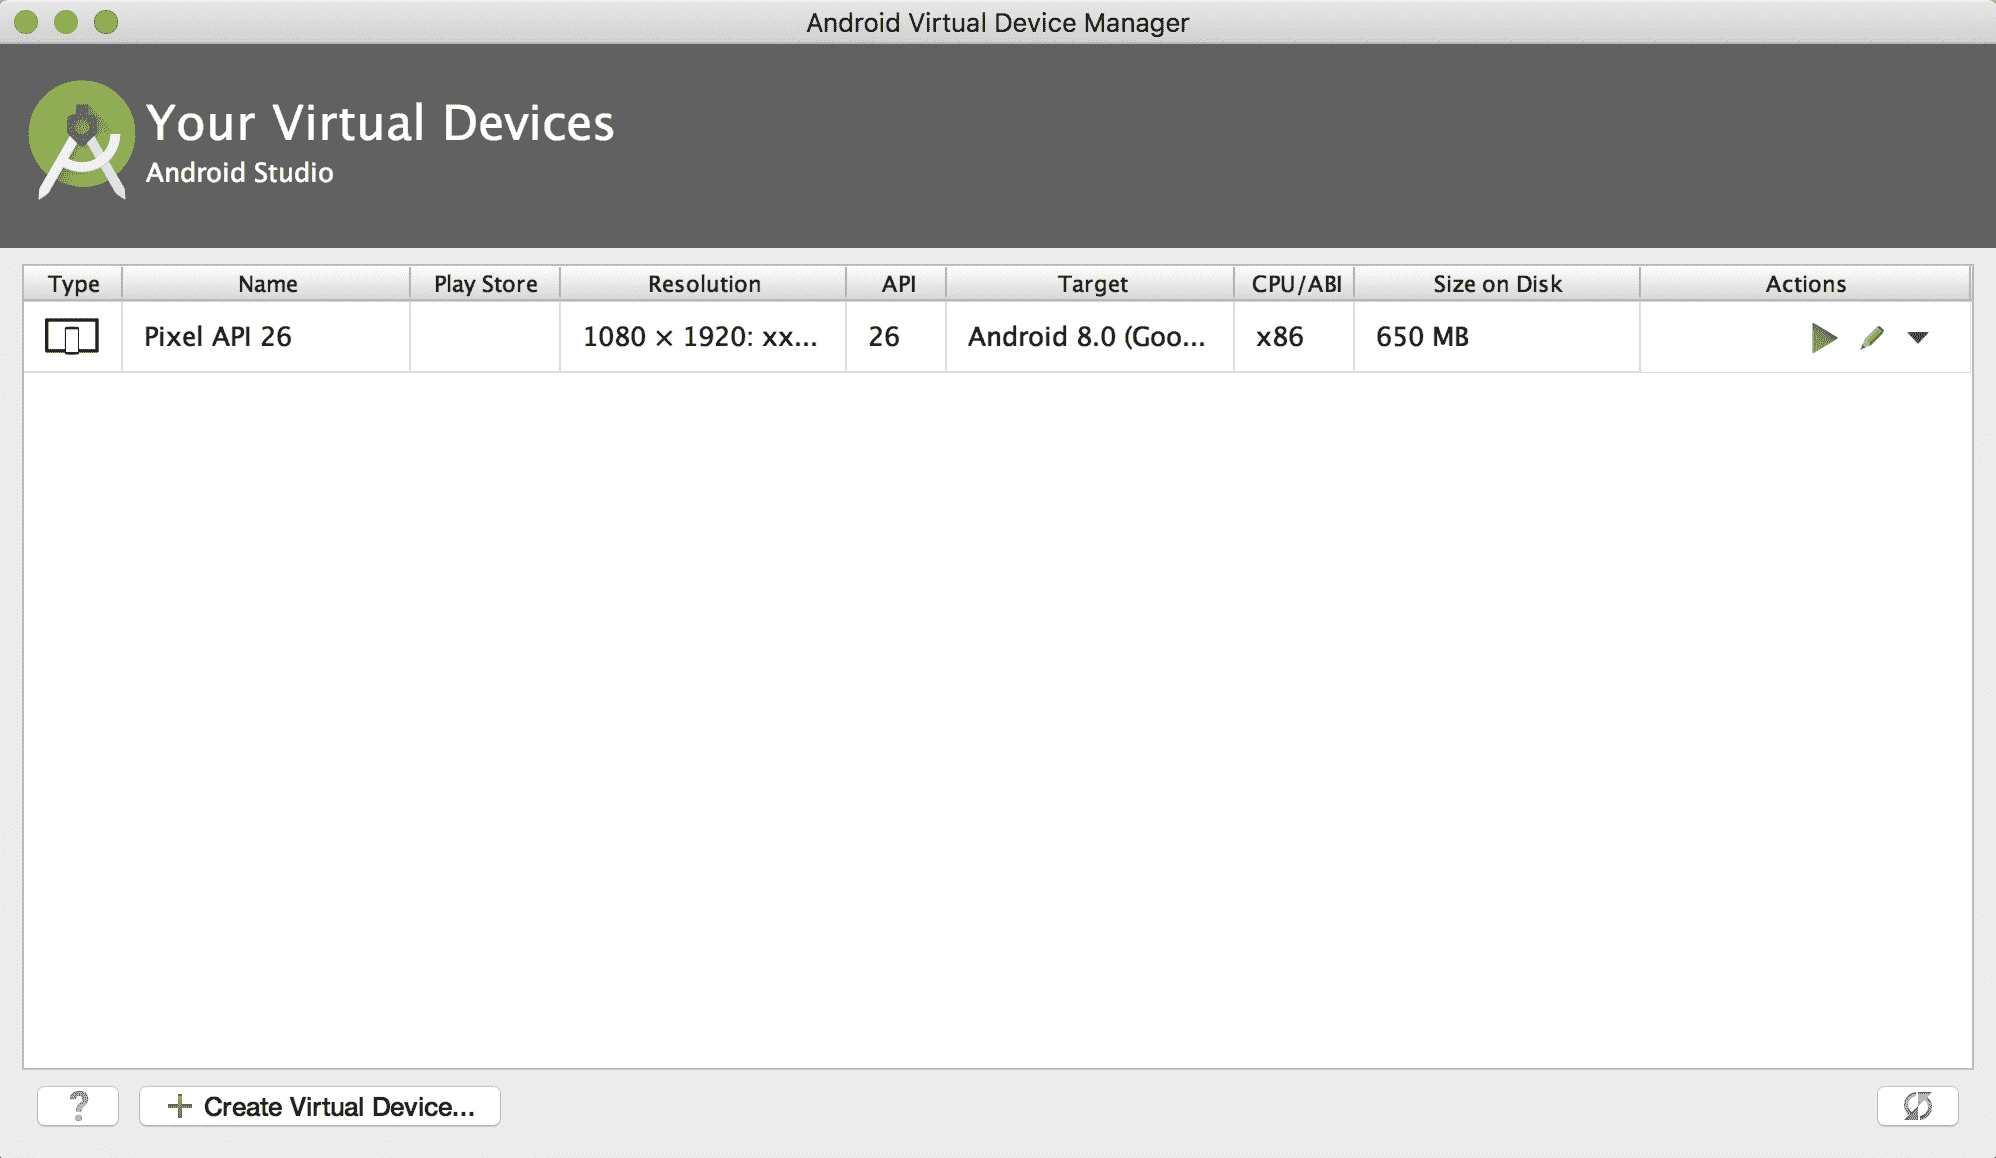 Android Virtual Device Manager
Your Virtual Devices
Android Studio
Type Name Play Store Resolution API Target CPU/ABI Size on Disk Actions
Pixel API 26 1080 × 1920: xx... 26 Android 8.0 (Goo... x86 650 MB
? + Create Virtual Device...